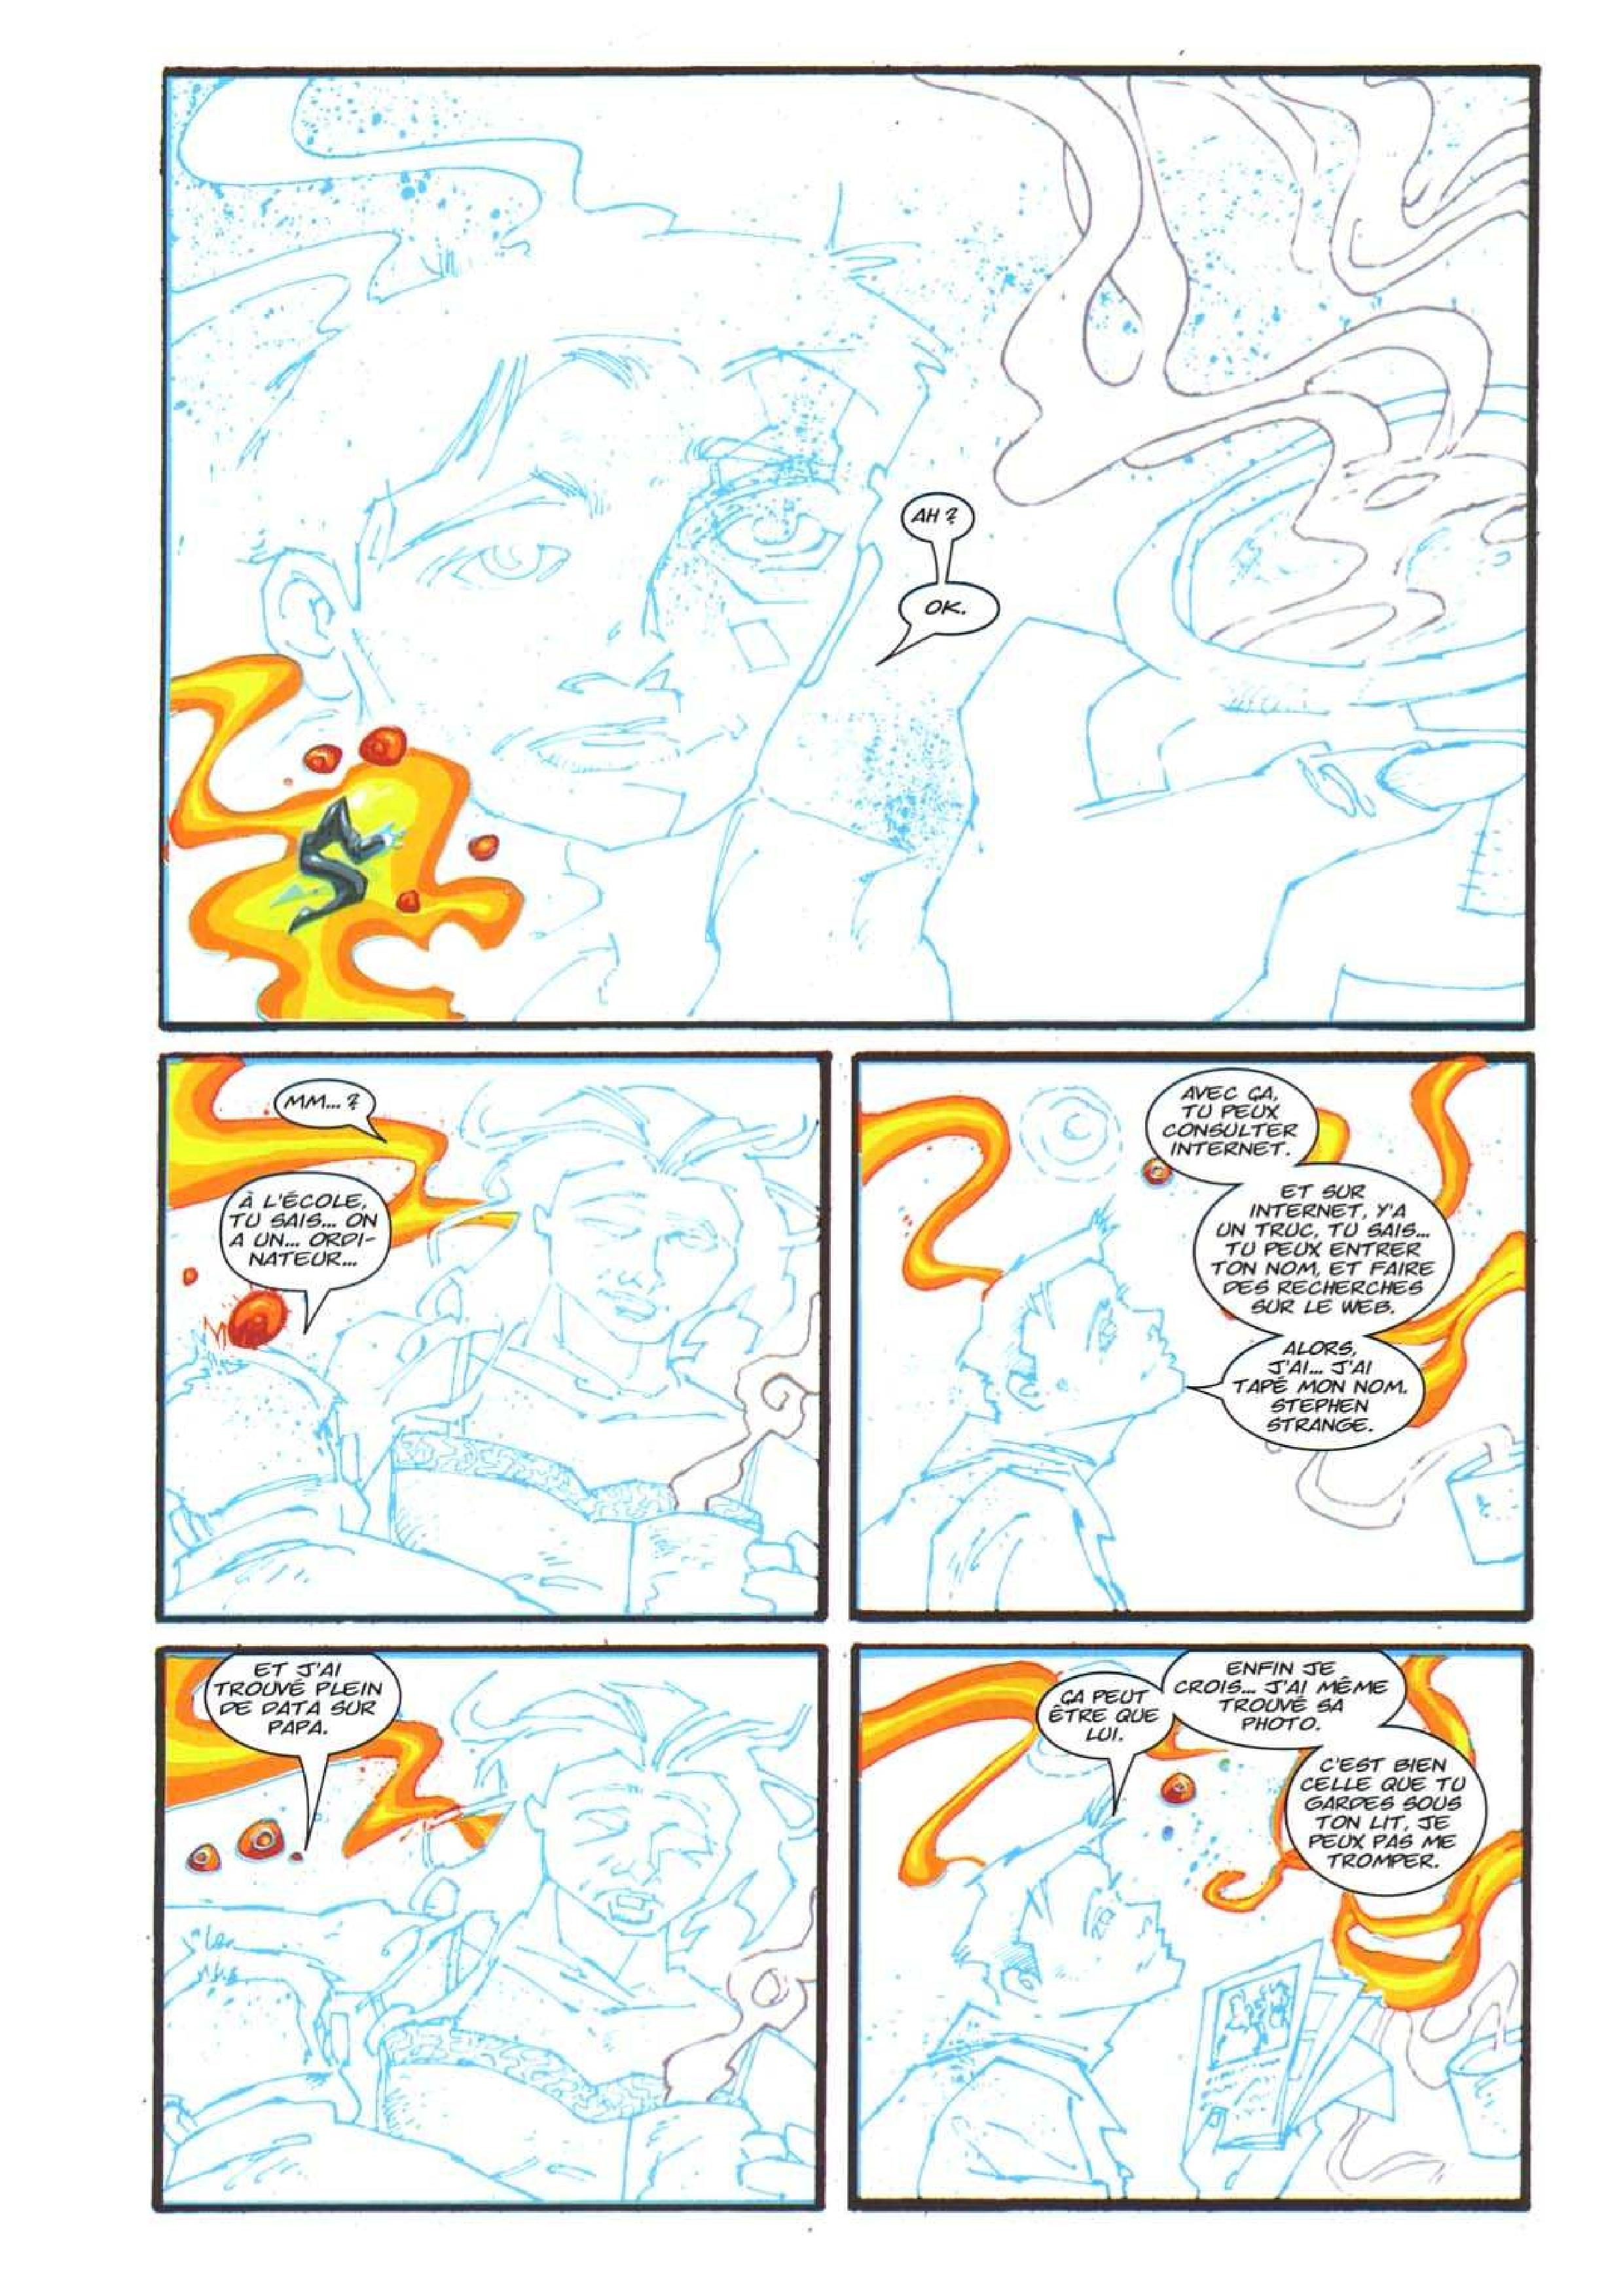 AH ?
OK.
MM... ?
À L'ÉCOLE,
TU SAIS... ON
A UN... ORDI-
NATEUR...
AVEC ÇA,
TU PEUX
CONSULTER
INTERNET.
ET SUR
INTERNET, Y'A
UN TRUC, TU SAIS...
TU PEUX ENTRER
TON NOM, ET FAIRE
DES RECHERCHES
SUR LE WEB.
ALORS,
J'AI... J'AI
TAPÉ MON NOM.
STEPHEN
STRANGE.
ET J'AI
TROUVÉ PLEIN
DE DATA SUR
PAPA.
ÇA PEUT
ÊTRE QUE
LUI.
ENFIN JE
CROIS... J'AI MÊME
TROUVÉ SA
PHOTO.
C'EST BIEN
CELLE QUE TU
GARDES SOUS
TON LIT. JE
PEUX PAS ME
TROMPER.